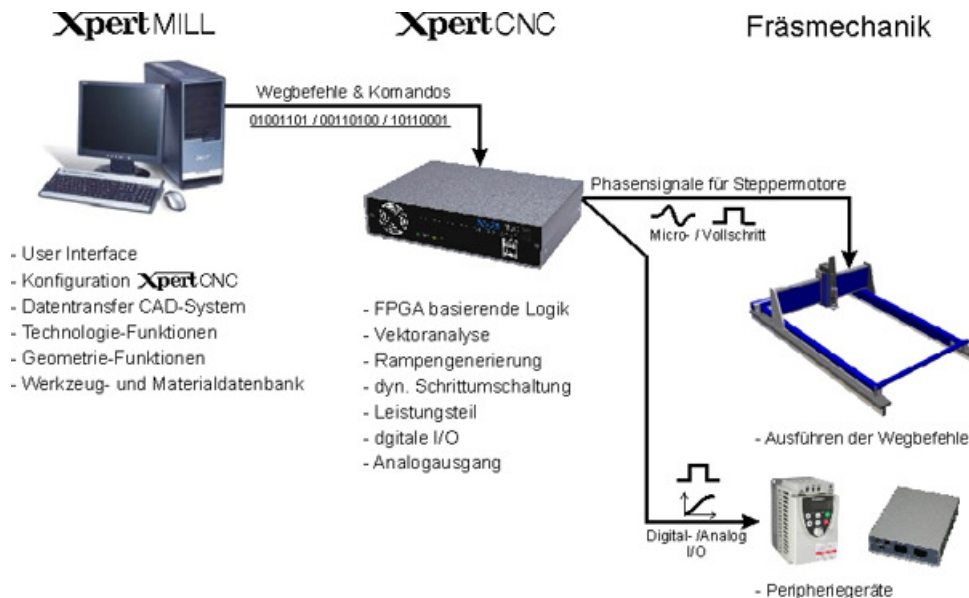 XpertMILL
XpertCNC
Fräsmechanik
Wegbefehle & Komandos
01001101 / 00110100 / 10110001
- User Interface
- Konfiguration XpertCNC
- Datentransfer CAD-System
- Technologie-Funktionen
- Geometrie-Funktionen
- Werkzeug- und Materialdatenbank
- FPGA basierende Logik
- Vektoranalyse
- Rampengenerierung
- dyn. Schrittumschaltung
- Leistungsteil
- dgitale I/O
- Analogausgang
Phasensignale für Steppermotore
Micro- / Vollschritt
- Ausführen der Wegbefehle
Digital- /Analog
I/O
- Peripheriegeräte